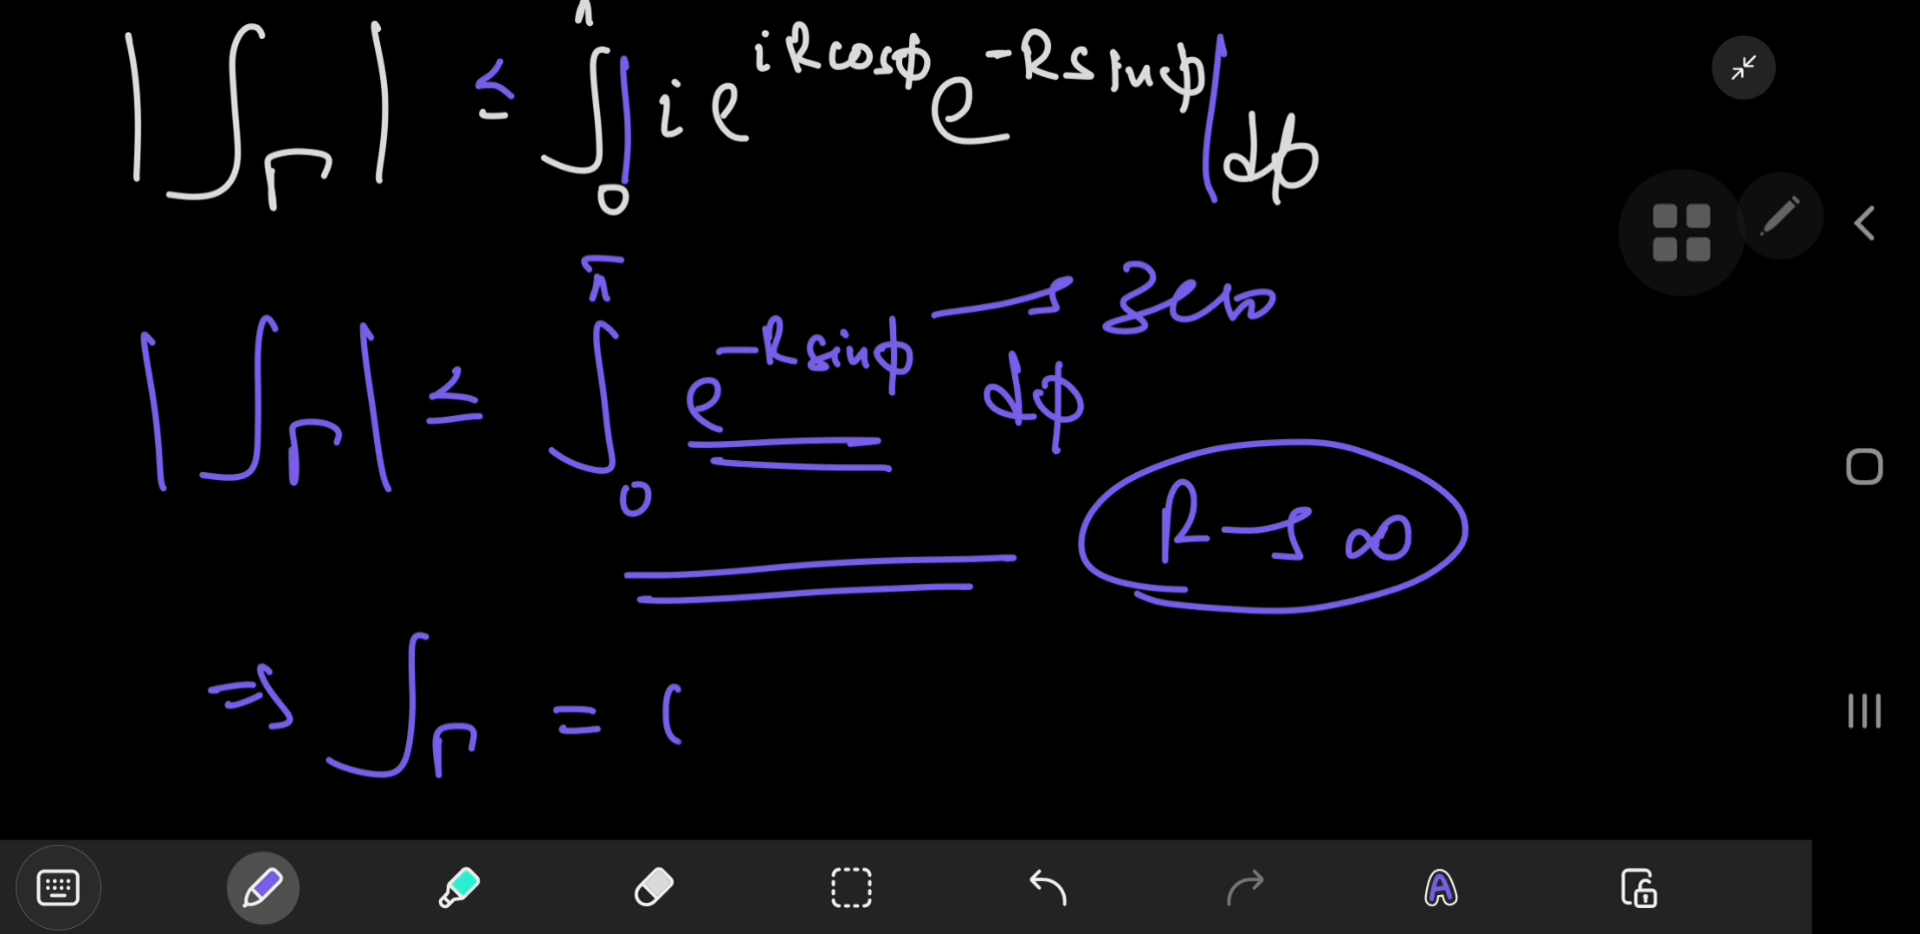 |∫_Γ| ≤ ∫_0^π |i e^{iRcosϕ} e^{-Rsinϕ}| dϕ
|∫_Γ| ≤ ∫_0^π e^{-Rsinϕ} dϕ → zero
R → ∞
⇒ ∫_Γ = (